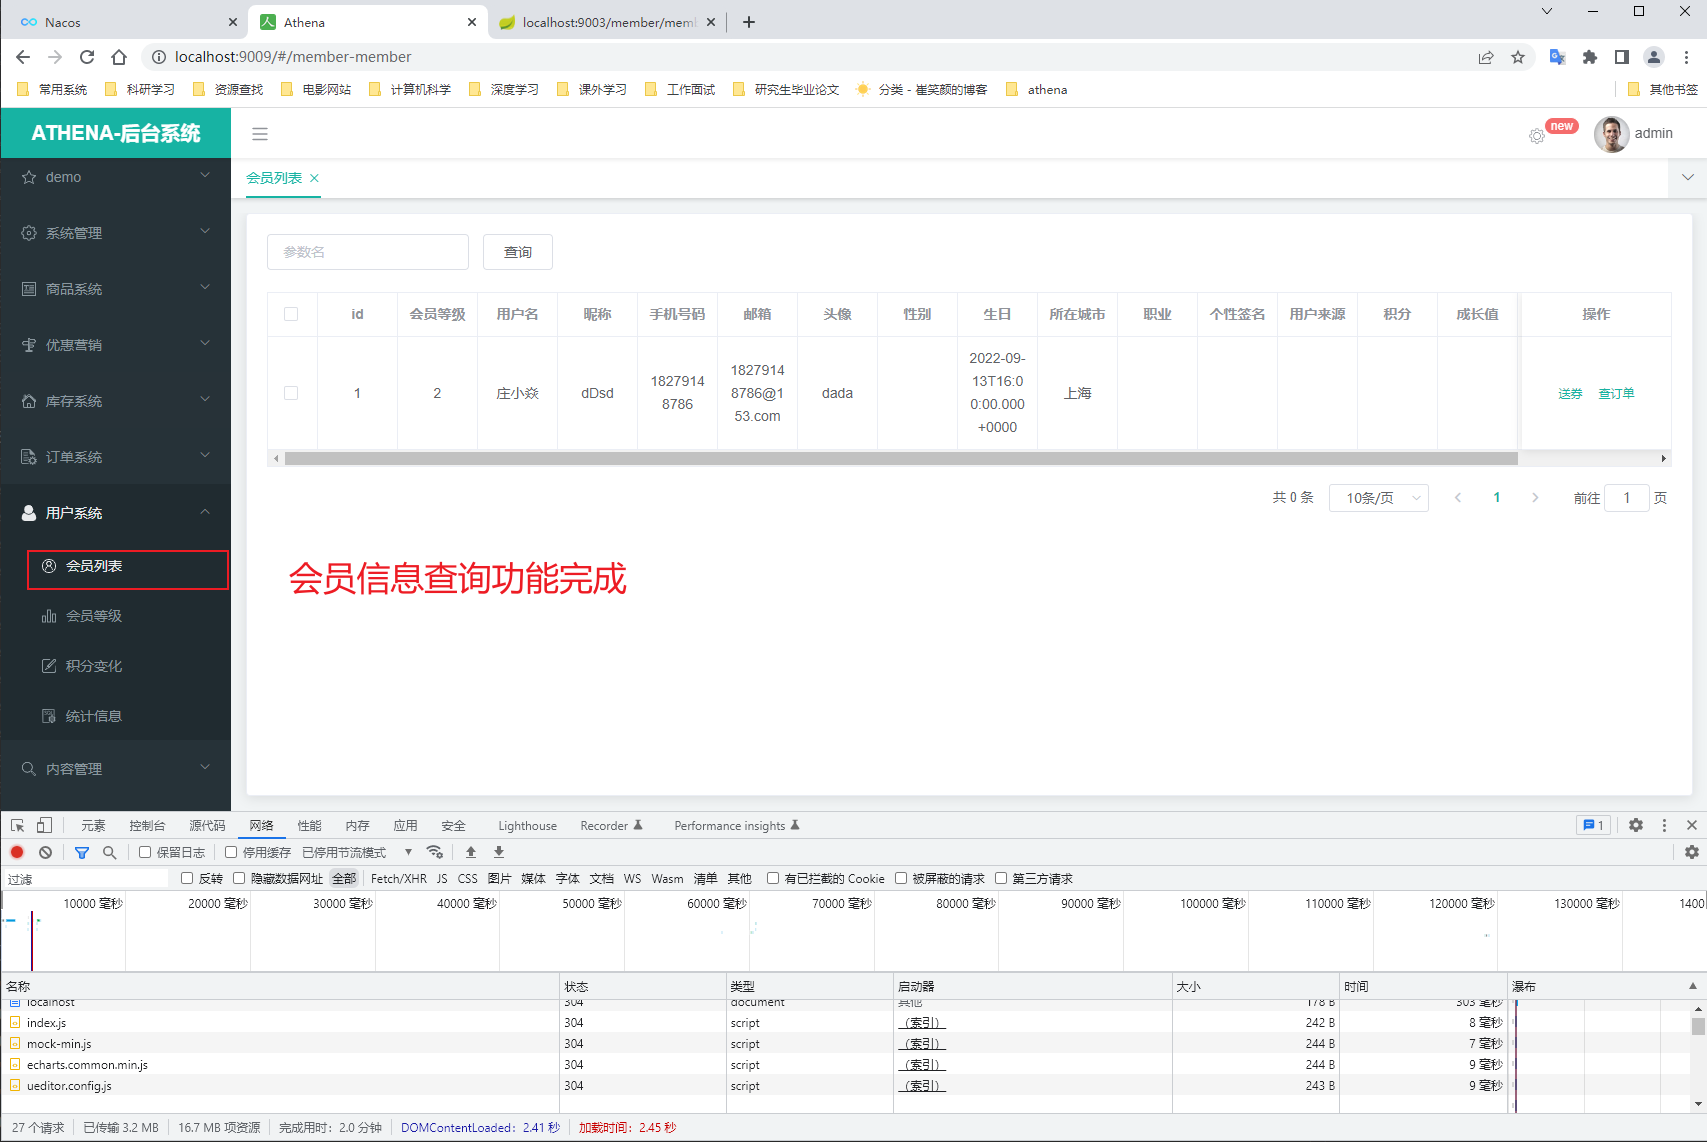 Nacos
Athena
localhost:9003/member/memb
localhost:9009/#/member-member
常用系统 科研学习 资源查找 电影网站 计算机科学 深度学习 课外学习 工作面试 研究生毕业论文 分类 - 崔笑颜的博客 athena 其他书签
ATHENA-后台系统
new
admin
demo
系统管理
商品系统
优惠营销
库存系统
订单系统
用户系统
会员列表
会员等级
积分变化
统计信息
内容管理
会员列表
参数名 查询
id 会员等级 用户名 昵称 手机号码 邮箱 头像 性别 生日 所在城市 职业 个性签名 用户来源 积分 成长值 操作
1 2 庄小焱 dDsd 18279148786 18279148786@153.com dada 2022-09-13T16:00:00.000+0000 上海 送券 查订单
共 0 条 10条/页 1 前往 1 页
会员信息查询功能完成
元素 控制台 源代码 网络 性能 内存 应用 安全 Lighthouse Recorder Performance insights 1
保留日志 停用缓存 已停用节流模式
过滤 反转 隐藏数据网址 全部 Fetch/XHR JS CSS 图片 媒体 字体 文档 WS Wasm 清单 其他 有已拦截的 Cookie 被屏蔽的请求 第三方请求
10000 毫秒 20000 毫秒 30000 毫秒 40000 毫秒 50000 毫秒 60000 毫秒 70000 毫秒 80000 毫秒 90000 毫秒 100000 毫秒 110000 毫秒 120000 毫秒 130000 毫秒 1400
名称 状态 类型 启动器 大小 时间 瀑布
localhost 304 document 其他 178 B 303 毫秒
index.js 304 script （索引） 242 B 8 毫秒
mock-min.js 304 script （索引） 244 B 7 毫秒
echarts.common.min.js 304 script （索引） 244 B 9 毫秒
ueditor.config.js 304 script （索引） 243 B 9 毫秒
27 个请求 已传输 3.2 MB 16.7 MB 项资源 完成用时：2.0 分钟 DOMContentLoaded：2.41 秒 加载时间：2.45 秒